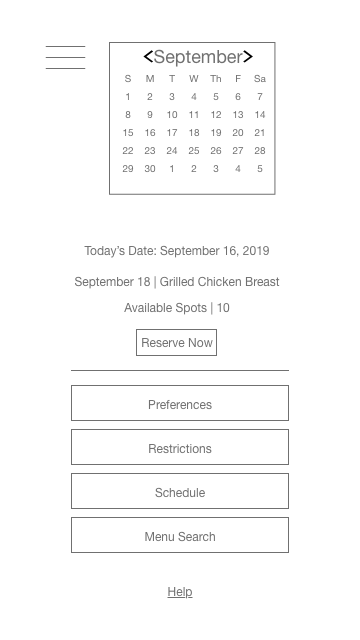 <September>
S M T W Th F Sa
1 2 3 4 5 6 7
8 9 10 11 12 13 14
15 16 17 18 19 20 21
22 23 24 25 26 27 28
29 30 1 2 3 4 5
Today's Date: September 16, 2019
September 18 | Grilled Chicken Breast
Available Spots | 10
Reserve Now
Preferences
Restrictions
Schedule
Menu Search
Help